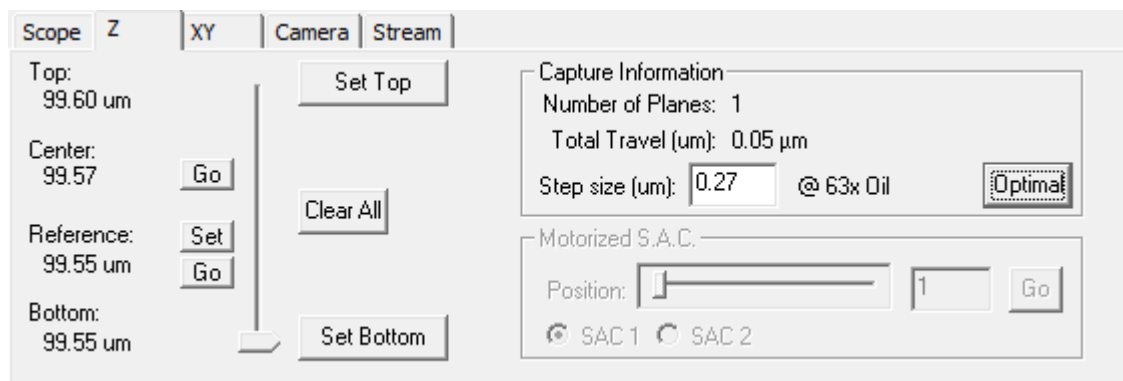 Scope Z XY Camera Stream
Top:
99.60 um
Set Top
Center:
99.57
Go
Clear All
Reference:
Set
99.55 um
Go
Bottom:
99.55 um
Set Bottom
Capture Information
Number of Planes: 1
Total Travel (um): 0.05 µm
Step size (um): 0.27 @ 63x Oil Optimal
Motorized S.A.C.
Position: 1 Go
SAC 1 SAC 2